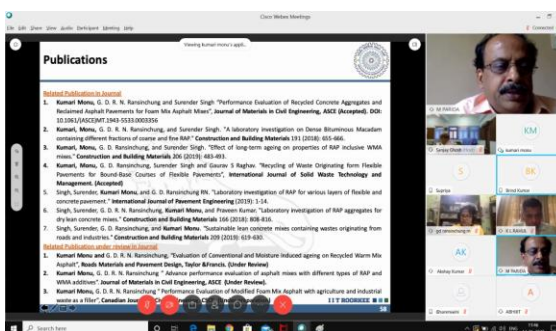 Cisco Webex Meetings
File Edit Share View Audio Participant Meeting Help
Connected
Viewing kumari monu's appli...
Publications
Related Publication in Journal
1. Kumari Monu, G. D. R. N. Ransinchung and Surender Singh "Performance Evaluation of Recycled Concrete Aggregates and
Reclaimed Asphalt Pavements for Foam Mix Asphalt Mixes", Journal of Materials in Civil Engineering, ASCE (Accepted). DOI:
10.1061/(ASCE)MT.1943-5533.0003356
2. Kumari, Monu, G. D. R. N. Ransinchung, and Surender Singh. "A laboratory investigation on Dense Bituminous Macadam
containing different fractions of coarse and fine RAP." Construction and Building Materials 191 (2018): 655-666.
3. Kumari, Monu, G. D. Ransinchung, and Surender Singh. "Effect of long-term ageing on properties of RAP inclusive WMA
mixes." Construction and Building Materials 206 (2019): 483-493.
4. Kumari, Monu, G. D. Ransinchung, Surender Singh and Gaurav S Raghav. "Recycling of Waste Originating form Flexible
Pavements for Bound-Base Courses of Flexible Pavements", International Journal of Solid Waste Technology and
Management. (Accepted)
5. Singh, Surender, Kumari Monu, and G. D. Ransinchung RN. "Laboratory investigation of RAP for various layers of flexible and
concrete pavement." International Journal of Pavement Engineering (2019): 1-14.
6. Singh, Surender, G. D. R. N. Ransinchung, Kumari Monu, and Praveen Kumar. "Laboratory investigation of RAP aggregates for
dry lean concrete mixes." Construction and Building Materials 166 (2018): 808-816.
7. Singh, Surender, G. D. Ransinchung, and Kumari Monu. "Sustainable lean concrete mixes containing wastes originating from
roads and industries." Construction and Building Materials 209 (2019): 619-630.
Related Publication under review in Journal
1. Kumari Monu and G. D. R. N. Ransinchung, "Evaluation of Conventional and Moisture Induced ageing on Recycled Warm Mix
Asphalt", Roads Materials and Pavement Design, Taylor &Francis. (Under Review)
2. Kumari Monu, G. D. R. N. Ransinchung " Advance performance evaluation of asphalt mixes with different types of RAP and
WMA additives" Journal of Materials in Civil Engineering, ASCE (Under Review).
3. Kumari Monu, G. D. R. N. Ransinchung " Performance Evaluation of Modified Foam Mix Asphalt with agricultural and industrial
waste as a filler", Canadian Journal
IIT ROORKEE
58
M PARIDA
Sanjay
KM
kumari monu
S
Supriya
BK
Binod Kumar
gd ransinchung rn
AK
Akshay Kumar
M PARIDA
S
A
ABHIJIT
Search here